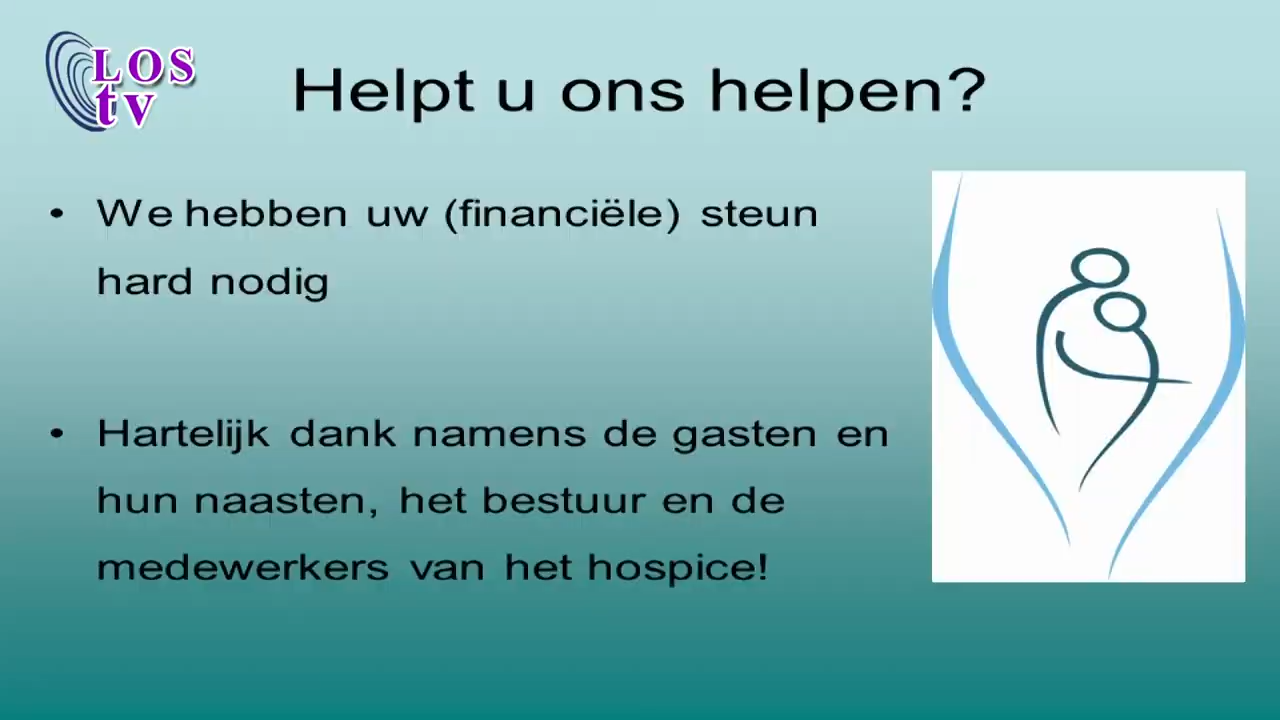 LOS
tv
Helpt u ons helpen?
• We hebben uw (financiële) steun
hard nodig
• Hartelijk dank namens de gasten en
hun naasten, het bestuur en de
medewerkers van het hospice!